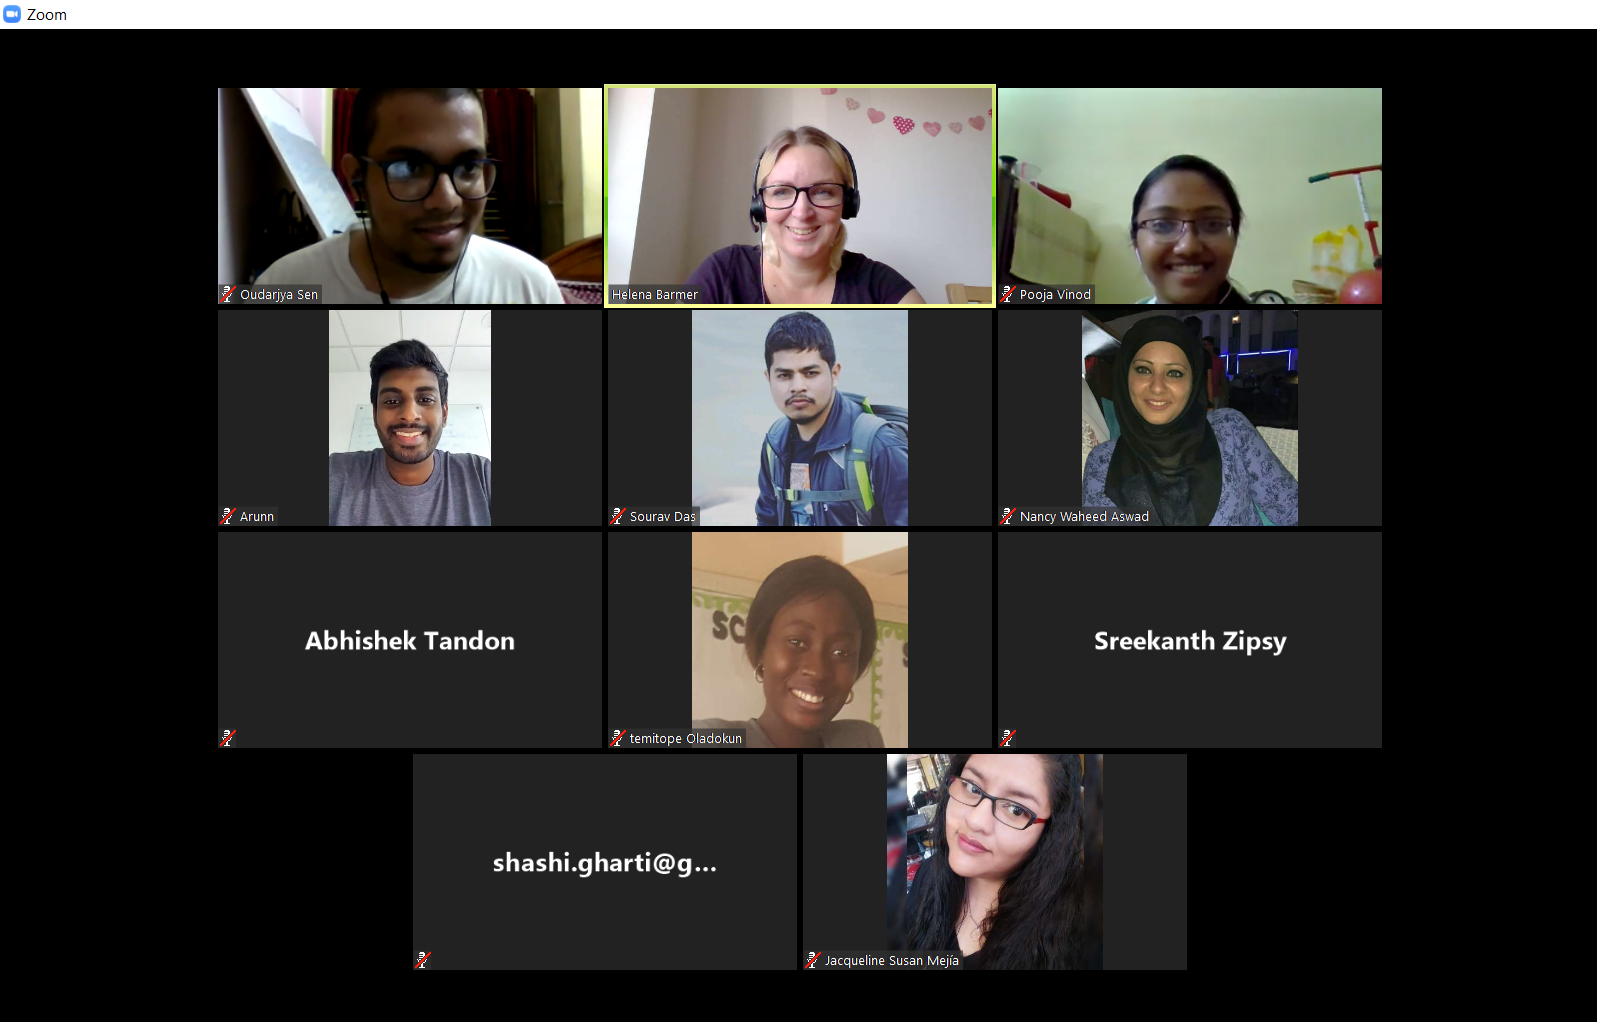 Zoom
Oudarjya Sen
Helena Barmer
Pooja Vinod
Arunn
Sourav Das
Nancy Waheed Aswad
Abhishek Tandon
SC
temitope Oladokun
Sreekanth Zipsy
shashi.gharti@g...
Jacqueline Susan Mejía